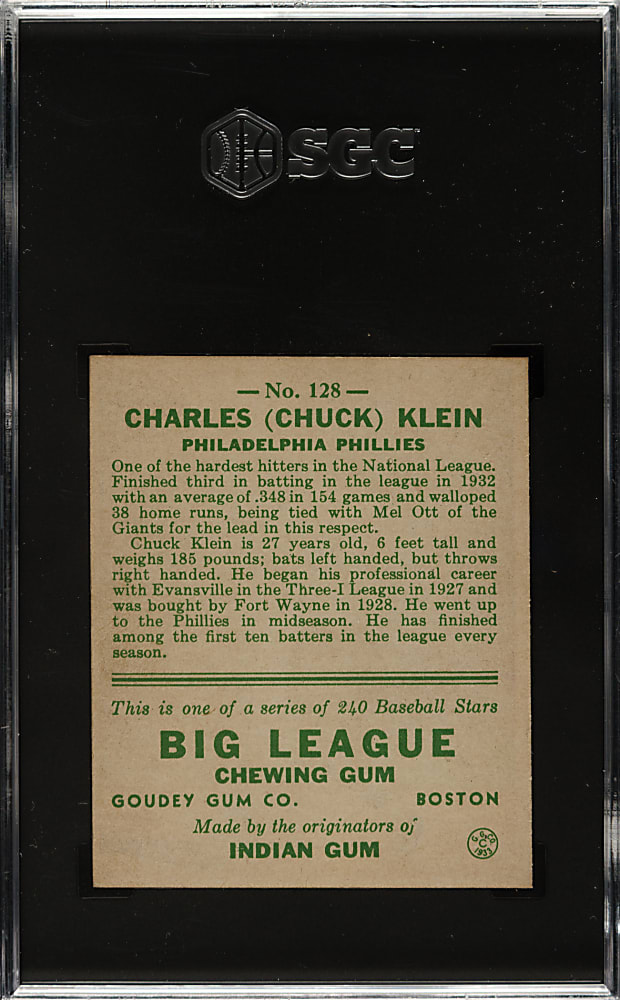 SGC
— No. 128 —
CHARLES (CHUCK) KLEIN
PHILADELPHIA PHILLIES
One of the hardest hitters in the National League.
Finished third in batting in the league in 1932
with an average of .348 in 154 games and walloped
38 home runs, being tied with Mel Ott of the
Giants for the lead in this respect.
Chuck Klein is 27 years old, 6 feet tall and
weighs 185 pounds; bats left handed, but throws
right handed. He began his professional career
with Evansville in the Three-I League in 1927 and
was bought by Fort Wayne in 1928. He went up
to the Phillies in midseason. He has finished
among the first ten batters in the league every
season.
This is one of a series of 240 Baseball Stars
BIG LEAGUE
CHEWING GUM
GOUDEY GUM CO. BOSTON
Made by the originators of
INDIAN GUM
G. G. Co.
C
1933